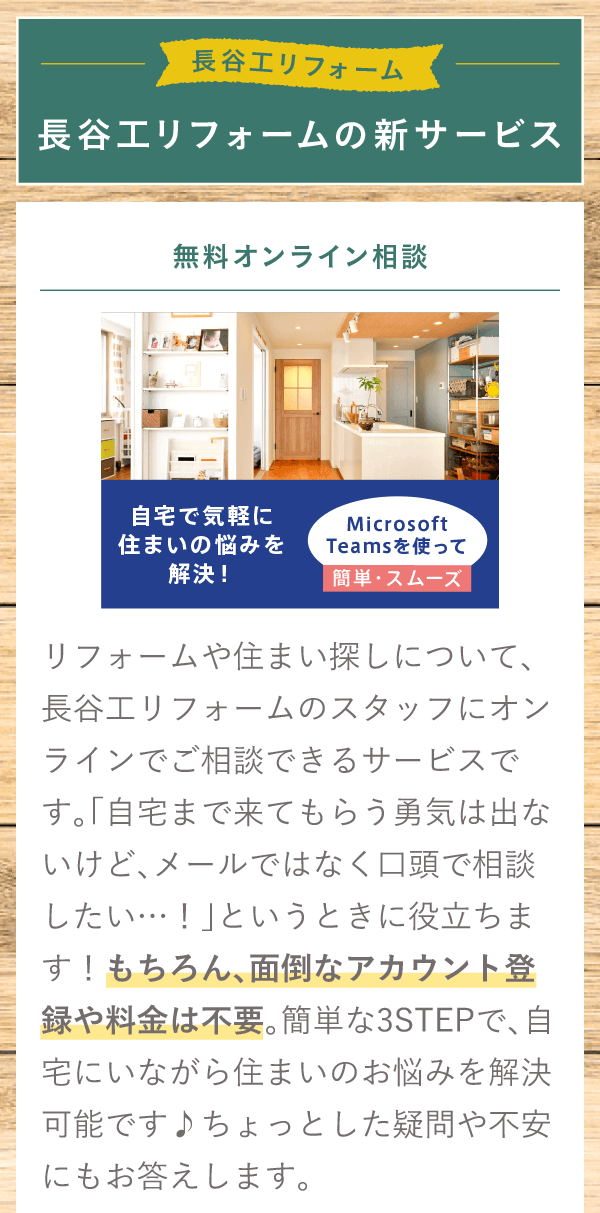 長谷工リフォーム
長谷工リフォームの新サービス
無料オンライン相談
自宅で気軽に
住まいの悩みを
解決！
Microsoft
Teamsを使って
簡単・スムーズ
リフォームや住まい探しについて、
長谷工リフォームのスタッフにオン
ラインでご相談できるサービスで
す。「自宅まで来てもらう勇気は出な
いけど、メールではなく口頭で相談
したい…！」というときに役立ちま
す！もちろん、面倒なアカウント登
録や料金は不要。簡単な3STEPで、自
宅にいながら住まいのお悩みを解決
可能です♪ちょっとした疑問や不安
にもお答えします。